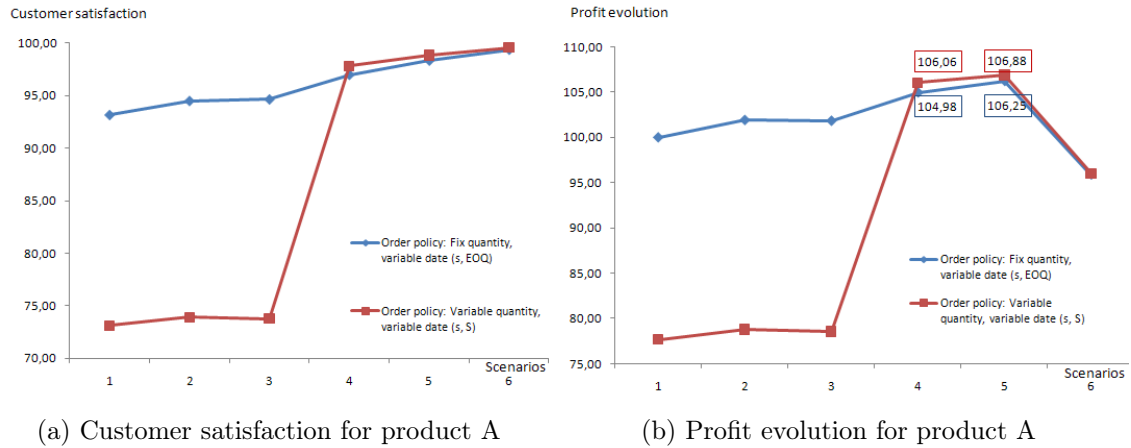 Customer satisfaction
100,00
95,00
90,00
85,00
80,00
75,00
70,00
Order policy: Fix quantity,
variable date (s, EOQ)
Order policy: Variable quantity,
variable date (s, S)
Scenarios
1 2 3 4 5 6
(a) Customer satisfaction for product A
Profit evolution
110,00
105,00
100,00
95,00
90,00
85,00
80,00
75,00
106,06
106,88
104,98
106,25
Order policy: Fix quantity,
variable date (s, EOQ)
Order policy: Variable
quantity, variable date (s, S)
Scenarios
1 2 3 4 5 6
(b) Profit evolution for product A